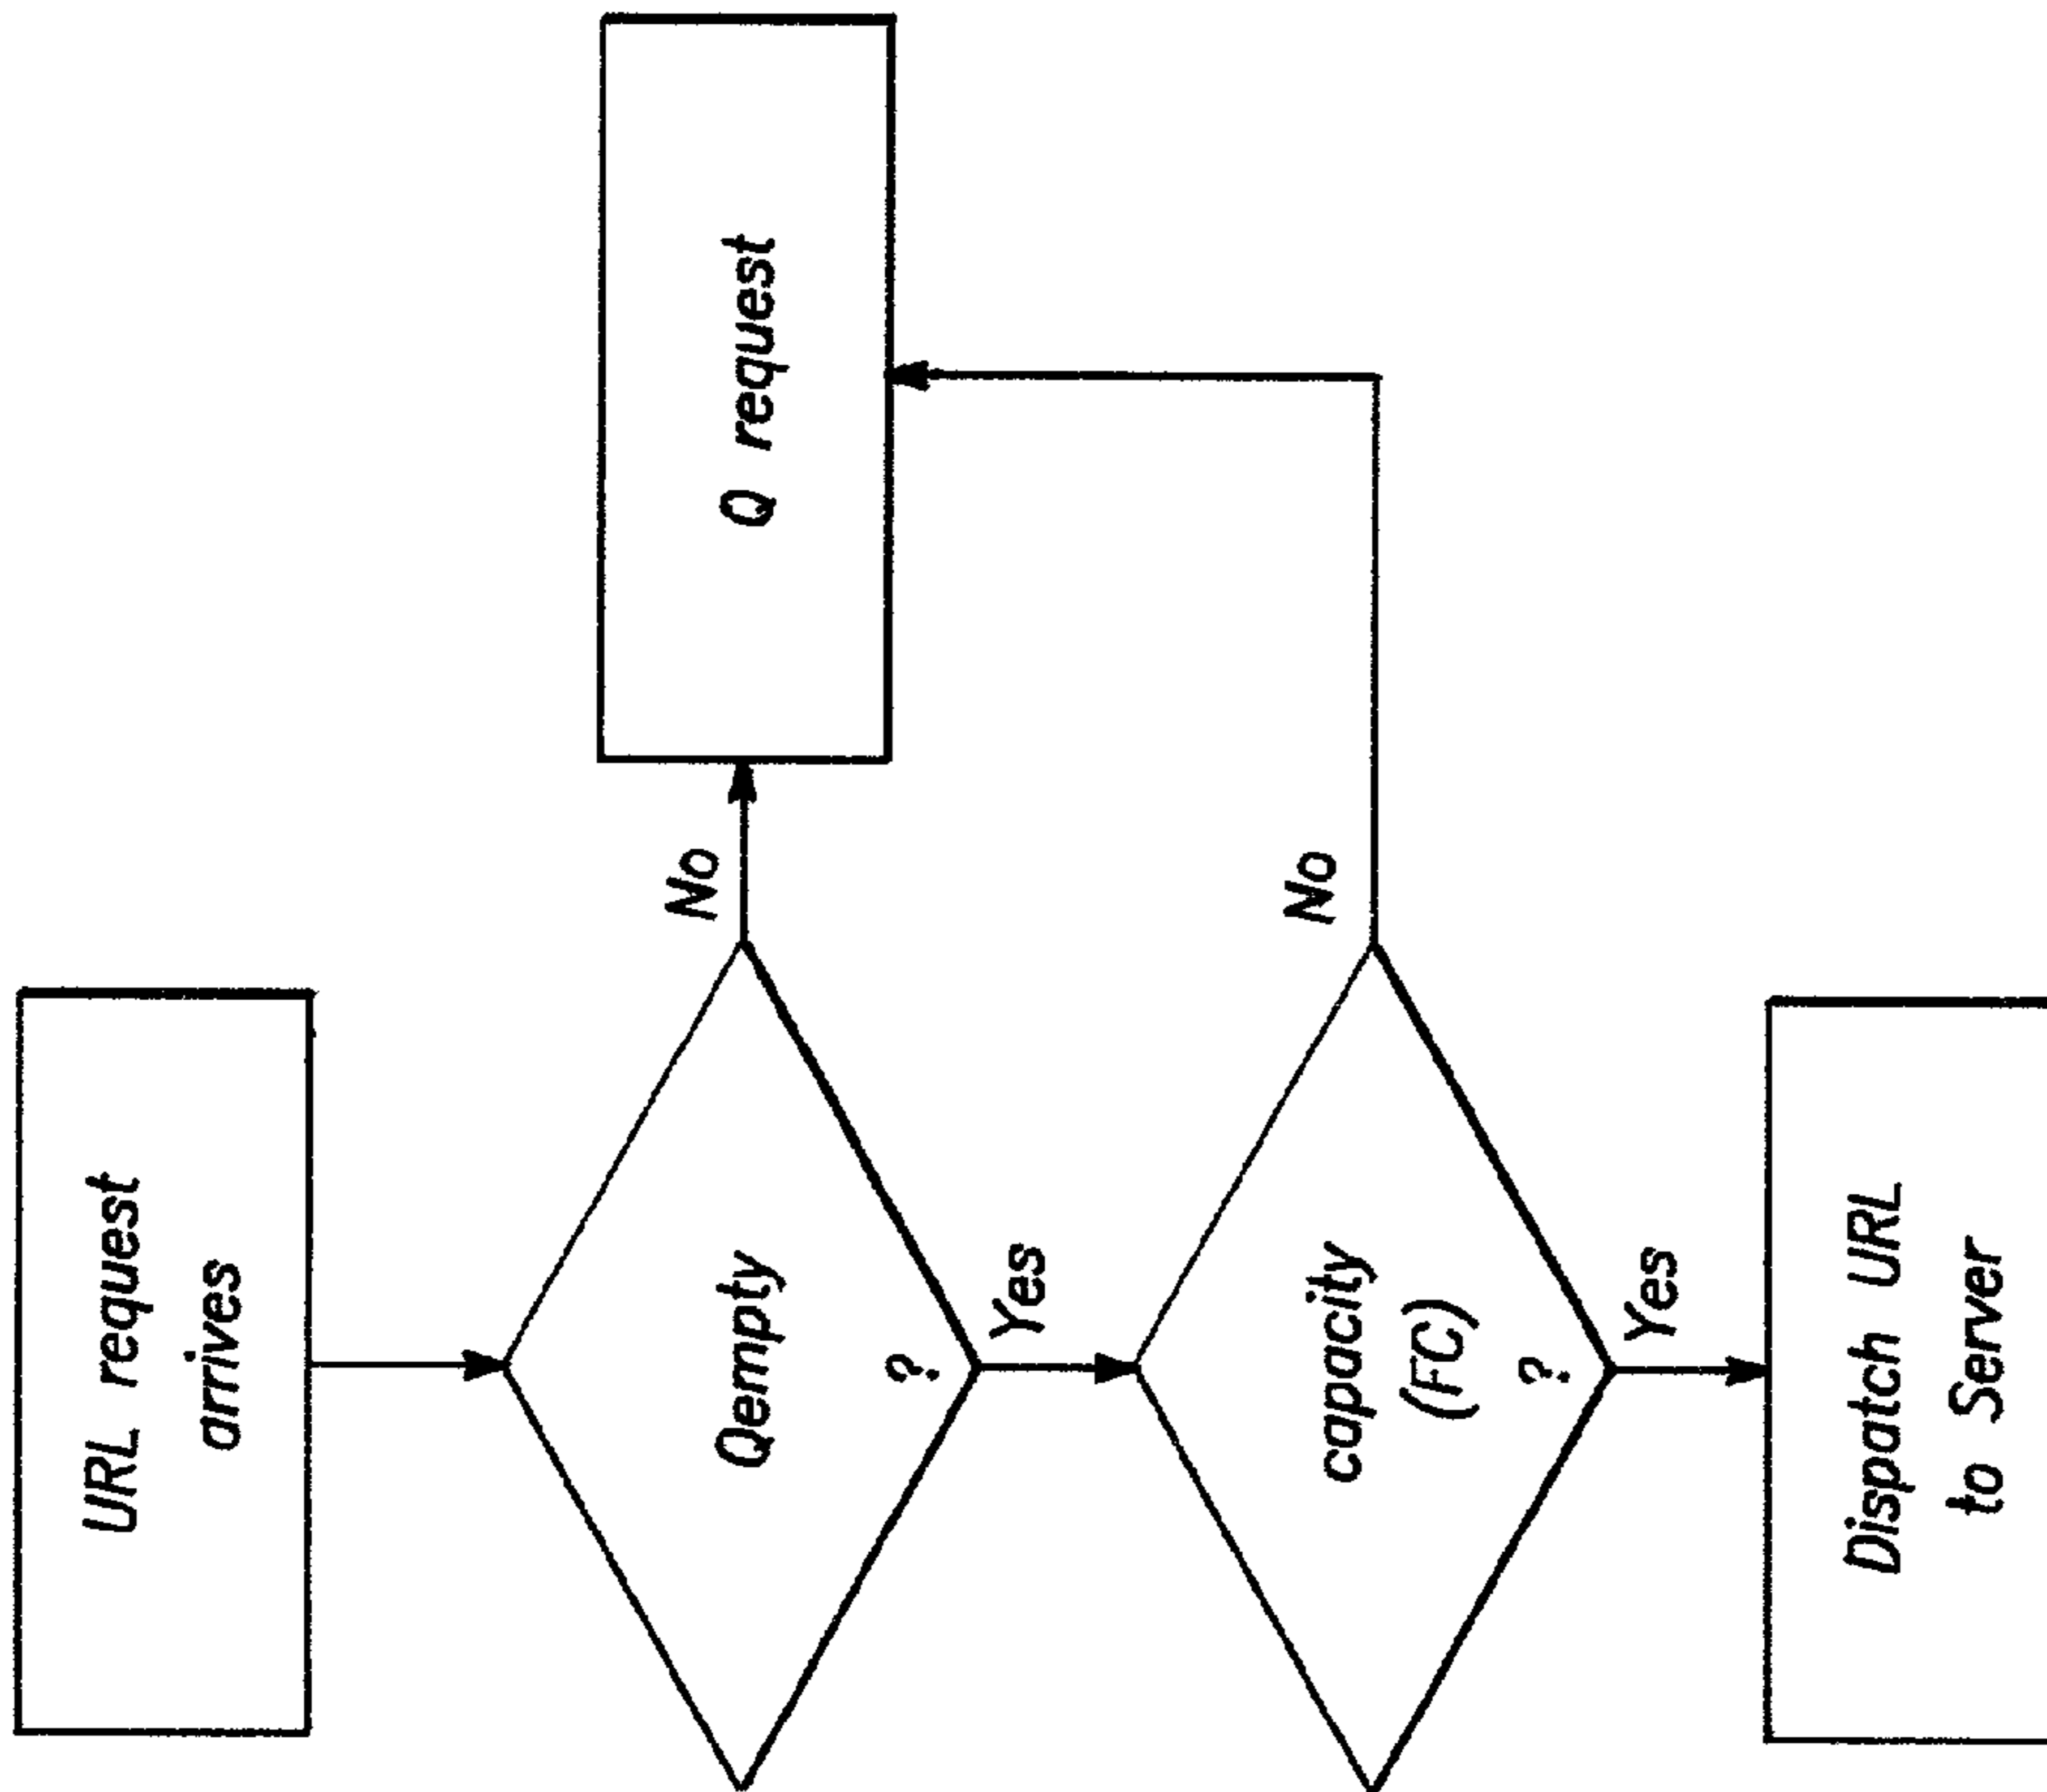 URL request
arrives
Qempty
?
No
Q request
Yes
capacity
(FC)
?
No
Yes
Dispatch URL
to Server